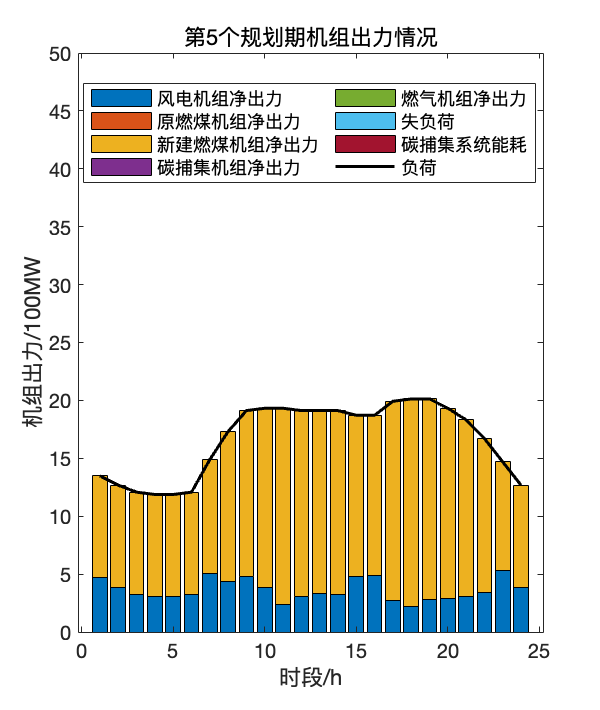 第5个规划期机组出力情况
风电机组净出力
原燃煤机组净出力
新建燃煤机组净出力
碳捕集机组净出力
燃气机组净出力
失负荷
碳捕集系统能耗
负荷
机组出力/100MW
50
45
40
35
30
25
20
15
10
5
0
0 5 10 15 20 25
时段/h